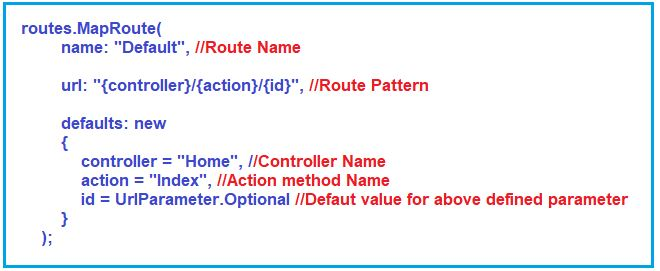 routes.MapRoute(
name: "Default", //Route Name
url: "{controller}/{action}/{id}", //Route Pattern
defaults: new
{
controller = "Home", //Controller Name
action = "Index", //Action method Name
id = UrlParameter.Optional //Defaut value for above defined parameter
}
);